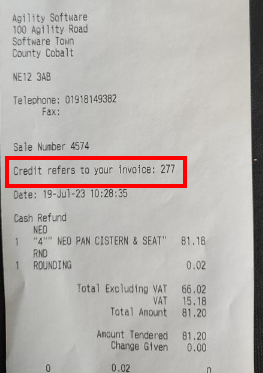 Agility Software
100 Agility Road
Software Town
County Cobalt
NE12 3AB
Telephone: 01918149382
Fax:
Sale Number 4574
Credit refers to your invoice: 277
Date: 19-Jul-23 10:28:35
Cash Refund
NEO
1 "4"" NEO PAN CISTERN & SEAT" 81.18
RND
1 ROUNDING 0.02
Total Excluding VAT 66.02
VAT 15.18
Total Amount 81.20
Amount Tendered 81.20
Change Given 0.00
0 0.02 0